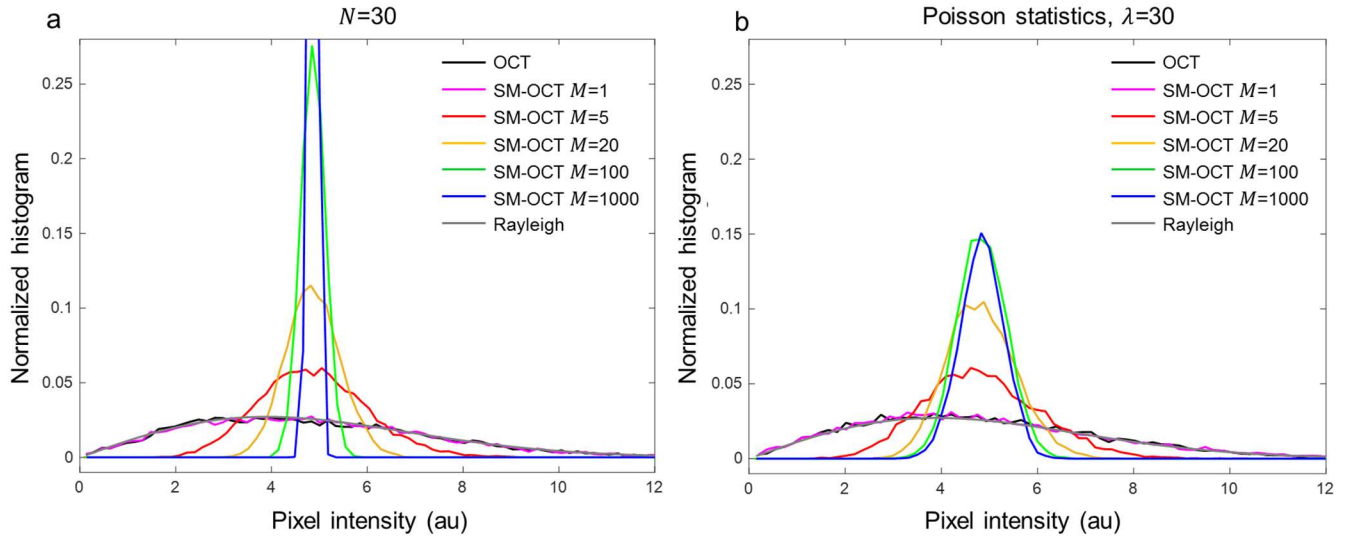 a
N=30
Normalized histogram
0.25
0.2
0.15
0.1
0.05
0
OCT
SM-OCT M=1
SM-OCT M=5
SM-OCT M=20
SM-OCT M=100
SM-OCT M=1000
Rayleigh
0 2 4 6 8 10 12
Pixel intensity (au)
b
Poisson statistics, λ=30
Normalized histogram
0.25
0.2
0.15
0.1
0.05
0
OCT
SM-OCT M=1
SM-OCT M=5
SM-OCT M=20
SM-OCT M=100
SM-OCT M=1000
Rayleigh
0 2 4 6 8 10 12
Pixel intensity (au)